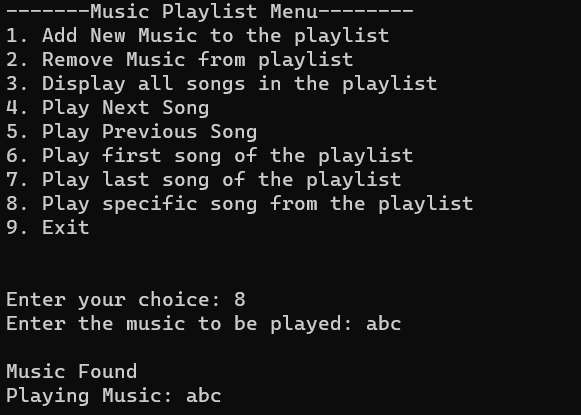 -------Music Playlist Menu--------
1. Add New Music to the playlist
2. Remove Music from playlist
3. Display all songs in the playlist
4. Play Next Song
5. Play Previous Song
6. Play first song of the playlist
7. Play last song of the playlist
8. Play specific song from the playlist
9. Exit
Enter your choice: 8
Enter the music to be played: abc
Music Found
Playing Music: abc